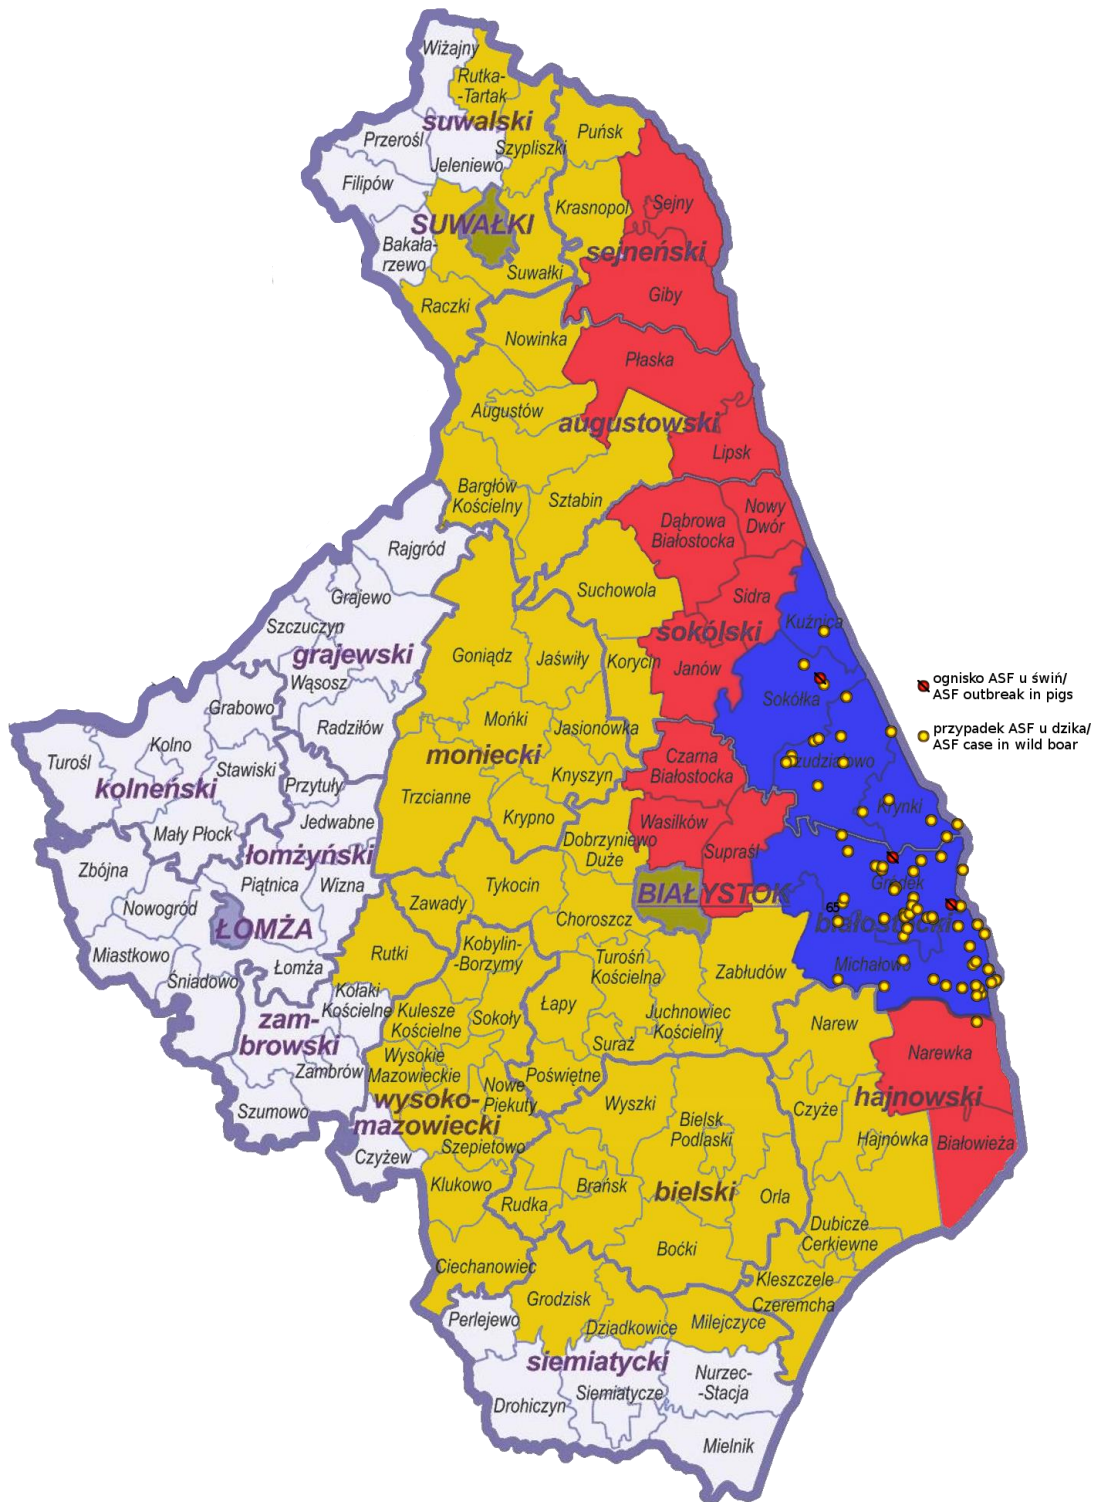 Wiżajny
Rutka-
-Tartak
suwalski
Puńsk
Przerośl
Szypliszki
Jeleniewo
Filipów
Sejny
Krasnopol
SUWAŁKI
Bakała-
rzewo
sejneński
Suwałki
Giby
Raczki
Nowinka
Płaska
Augustów
augustowski
Lipsk
Bargłów
Kościelny
Sztabin
Nowy
Dwór
Dąbrowa
Białostocka
Rajgród
Suchowola
Grajewo
Sidra
Szczuczyn
Kuźnica
sokólski
grajewski
Goniądz
Jaświły
Korycin
Janów
Wąsosz
ognisko ASF u świń/
ASF outbreak in pigs
Sokółka
Grabowo
Radziłów
Mońki
Jasionówka
przypadek ASF u dzika/
ASF case in wild boar
Kolno
moniecki
Czarna
Białostocka
Turośl
Stawiski
Knyszyn
Szudziałowo
kolneński
Przytuły
Trzcianne
Krynki
Jedwabne
Krypno
Wasilków
Mały Płock
Dobrzyniewo
Duże
Supraśl
łomżyński
Zbójna
Piątnica
Wizna
Tykocin
Gródek
BIAŁYSTOK
Nowogród
Zawady
65
ŁOMŻA
Choroszcz
białostocki
Miastkowo
Rutki
Kobylin-
-Borzymy
Turośń
Kościelna
Zabłudów
Michałowo
Łomża
Śniadowo
Kołaki
Kościelne
Kulesze
Kościelne
Sokoły
Łapy
Juchnowiec
Kościelny
Narew
zam-
browski
Suraż
Wysokie
Mazowieckie
Narewka
Zambrów
Poświętne
Nowe
Piekuty
wysoko-
mazowiecki
Szumowo
Wyszki
Bielsk
Podlaski
Czyże
hajnowski
Hajnówka
Białowieża
Szepietowo
Czyżew
Klukowo
Brańsk
bielski
Orla
Rudka
Dubicze
Cerkiewne
Boćki
Ciechanowiec
Kleszczele
Grodzisk
Czeremcha
Perlejewo
Dziadkowice
Milejczyce
siemiatycki
Nurzec-
-Stacja
Siemiatycze
Drohiczyn
Mielnik